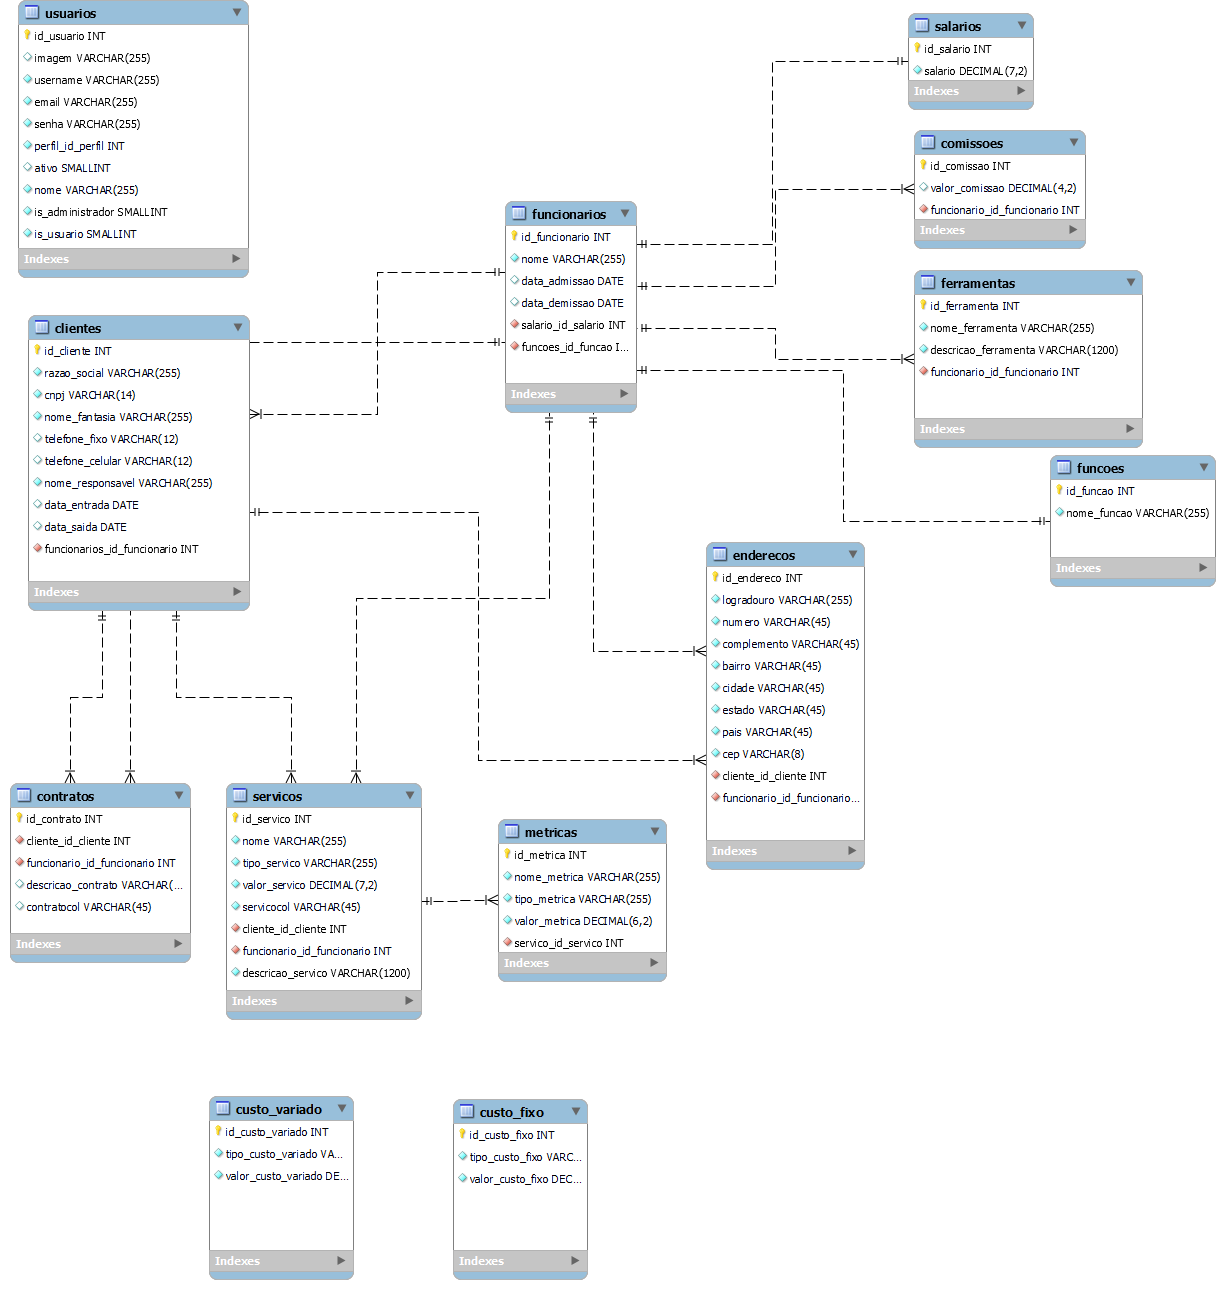 usuarios
id_usuario INT
imagem VARCHAR(255)
username VARCHAR(255)
email VARCHAR(255)
senha VARCHAR(255)
perfil_id_perfil INT
ativo SMALLINT
nome VARCHAR(255)
is_administrador SMALLINT
is_usuario SMALLINT
Indexes
salarios
id_salario INT
salario DECIMAL(7,2)
Indexes
comissoes
id_comissao INT
valor_comissao DECIMAL(4,2)
funcionario_id_funcionario INT
Indexes
funcionarios
id_funcionario INT
nome VARCHAR(255)
data_admissao DATE
data_demissao DATE
salario_id_salario INT
funcoes_id_funcao I...
Indexes
ferramentas
id_ferramenta INT
nome_ferramenta VARCHAR(255)
descricao_ferramenta VARCHAR(1200)
funcionario_id_funcionario INT
Indexes
clientes
id_cliente INT
razao_social VARCHAR(255)
cnpj VARCHAR(14)
nome_fantasia VARCHAR(255)
telefone_fixo VARCHAR(12)
telefone_celular VARCHAR(12)
nome_responsavel VARCHAR(255)
data_entrada DATE
data_saida DATE
funcionarios_id_funcionario INT
Indexes
funcoes
id_funcao INT
nome_funcao VARCHAR(255)
Indexes
enderecos
id_endereco INT
logradouro VARCHAR(255)
numero VARCHAR(45)
complemento VARCHAR(45)
bairro VARCHAR(45)
cidade VARCHAR(45)
estado VARCHAR(45)
pais VARCHAR(45)
cep VARCHAR(8)
cliente_id_cliente INT
funcionario_id_funcionario...
Indexes
contratos
id_contrato INT
cliente_id_cliente INT
funcionario_id_funcionario INT
descricao_contrato VARCHAR(...
contratocol VARCHAR(45)
Indexes
servicos
id_servico INT
nome VARCHAR(255)
tipo_servico VARCHAR(255)
valor_servico DECIMAL(7,2)
servicocol VARCHAR(45)
cliente_id_cliente INT
funcionario_id_funcionario INT
descricao_servico VARCHAR(1200)
Indexes
metricas
id_metrica INT
nome_metrica VARCHAR(255)
tipo_metrica VARCHAR(255)
valor_metrica DECIMAL(6,2)
servico_id_servico INT
Indexes
custo_variado
id_custo_variado INT
tipo_custo_variado VA...
valor_custo_variado DE...
Indexes
custo_fixo
id_custo_fixo INT
tipo_custo_fixo VARC...
valor_custo_fixo DEC...
Indexes